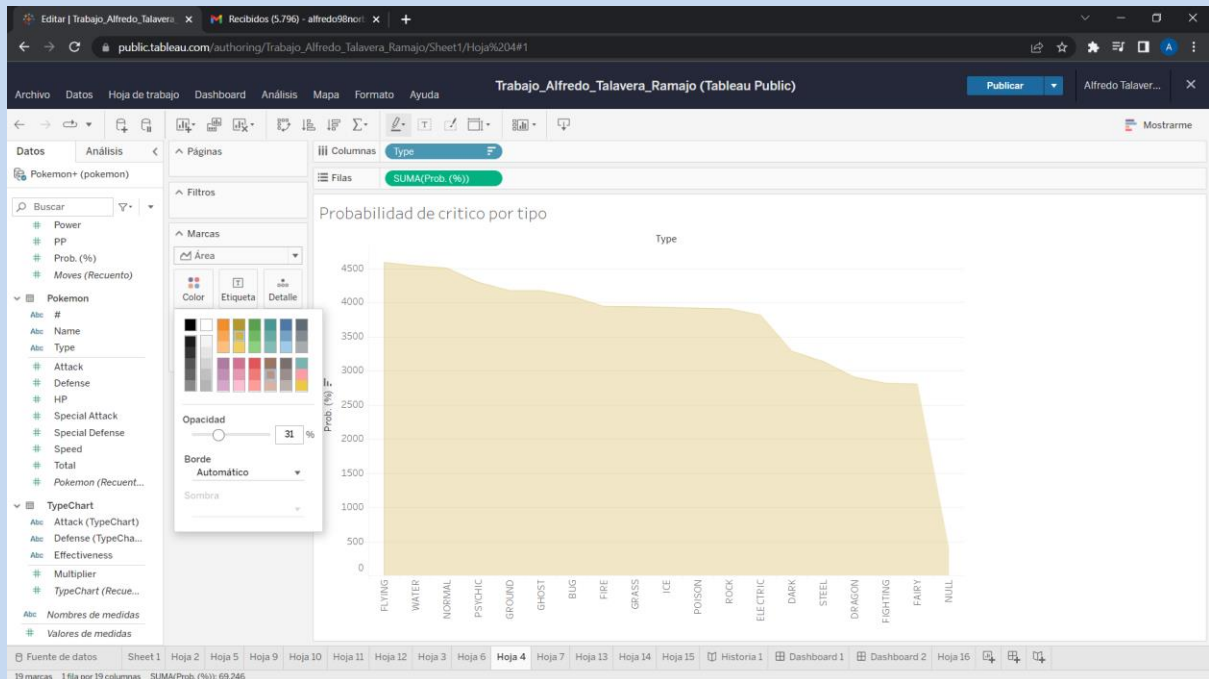 Editar | Trabajo_Alfredo_Talavera_
Recibidos (5.796) - alfredo98nort
public.tableau.com/authoring/Trabajo_Alfredo_Talavera_Ramajo/Sheet1/Hoja%204#1
A
Archivo Datos Hoja de trabajo Dashboard Análisis Mapa Formato Ayuda
Trabajo_Alfredo_Talavera_Ramajo (Tableau Public)
Publicar
Alfredo Talaver...
Mostrarme
Datos Análisis
Pokemon+ (pokemon)
Buscar
# Power
# PP
# Prob. (%)
# Moves (Recuento)
Pokemon
Abc #
Abc Name
Abc Type
# Attack
# Defense
# HP
# Special Attack
# Special Defense
# Speed
# Total
# Pokemon (Recuent...
TypeChart
Abc Attack (TypeChart)
Abc Defense (TypeCha...
Abc Effectiveness
# Multiplier
# TypeChart (Recue...
Abc Nombres de medidas
# Valores de medidas
Páginas
Filtros
Marcas
Área
Color Etiqueta Detalle
Opacidad
31 %
Borde
Automático
Sombra
Columnas
Type
Filas
SUMA(Prob. (%))
Probabilidad de critico por tipo
Type
Prob. (%)
4500
4000
3500
3000
2500
2000
1500
1000
500
0
FLYING
WATER
NORMAL
PSYCHIC
GROUND
GHOST
BUG
FIRE
GRASS
ICE
POISON
ROCK
ELECTRIC
DARK
STEEL
DRAGON
FIGHTING
FAIRY
NULL
Fuente de datos Sheet 1 Hoja 2 Hoja 5 Hoja 9 Hoja 10 Hoja 11 Hoja 12 Hoja 3 Hoja 6 Hoja 4 Hoja 7 Hoja 13 Hoja 14 Hoja 15 Historia 1 Dashboard 1 Dashboard 2 Hoja 16
19 marcas 1 fila por 19 columnas SUMA(Prob. (%)): 69.246